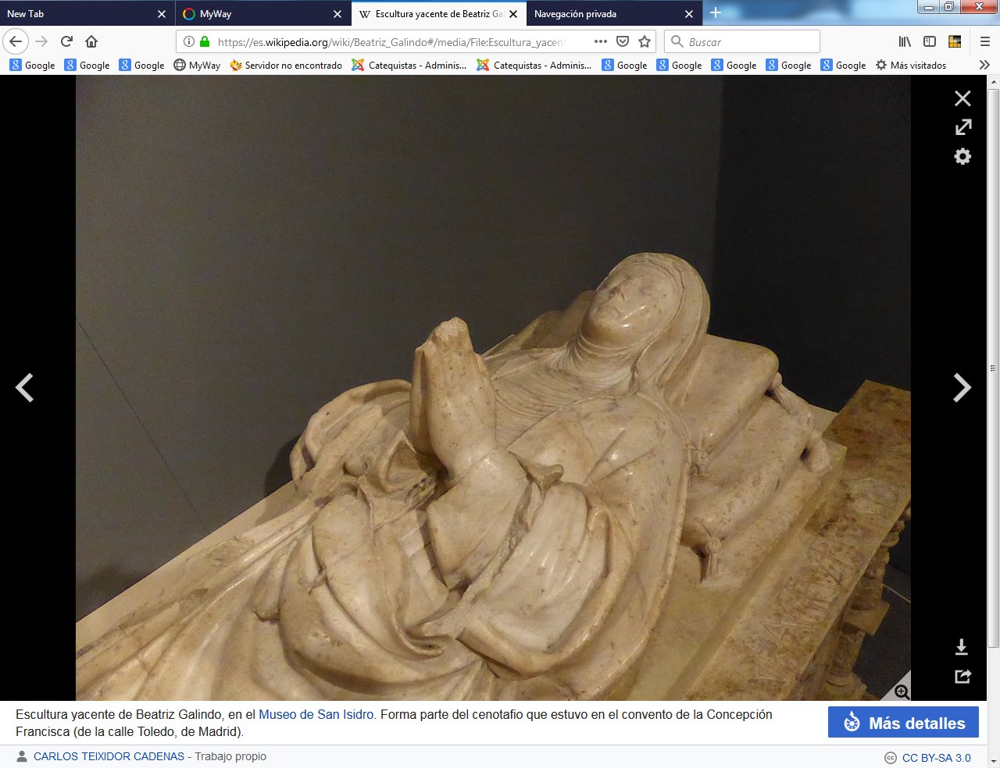 New Tab
MyWay
Escultura yacente de Beatriz Gal
Navegación privada
https://es.wikipedia.org/wiki/Beatriz_Galindo#/media/File:Escultura_yacent
Buscar
Google Google Google MyWay Servidor no encontrado Catequistas - Adminis... Catequistas - Adminis... Google Google Google Google Google Más visitados
Escultura yacente de Beatriz Galindo, en el Museo de San Isidro. Forma parte del cenotafio que estuvo en el convento de la Concepción
Francisca (de la calle Toledo, de Madrid).
Más detalles
CARLOS TEIXIDOR CADENAS - Trabajo propio
CC BY-SA 3.0